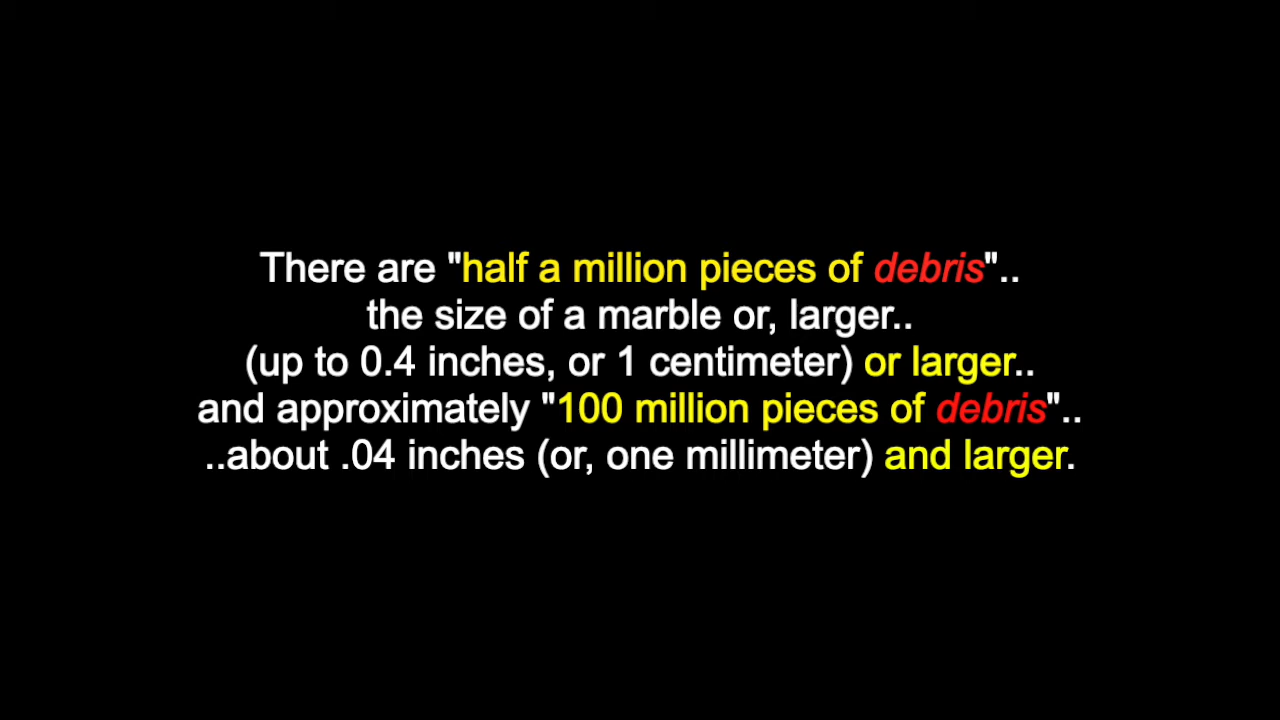 There are "half a million pieces of debris"..
the size of a marble or, larger..
(up to 0.4 inches, or 1 centimeter) or larger..
and approximately "100 million pieces of debris"..
..about .04 inches (or, one millimeter) and larger.